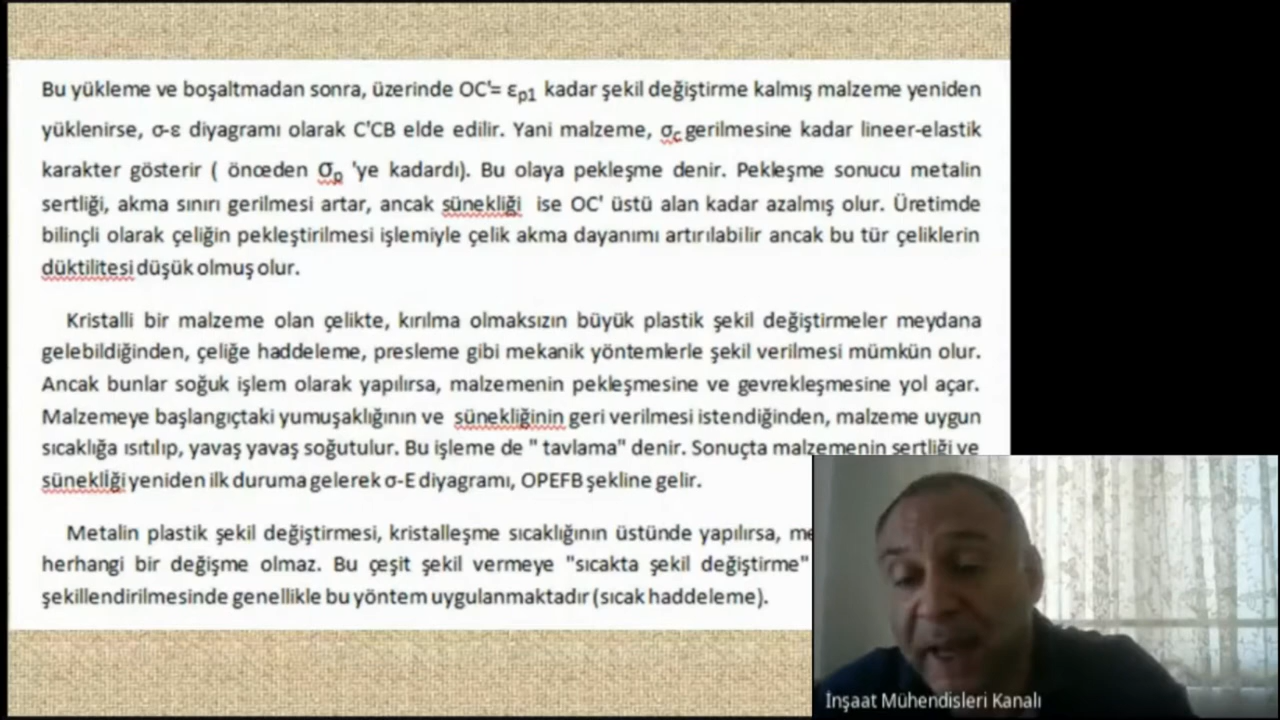 Bu yükleme ve boşaltmadan sonra, üzerinde OC'= εp1 kadar şekil değiştirme kalmış malzeme yeniden
yüklenirse, σ-ε diyagramı olarak C'CB elde edilir. Yani malzeme, σc gerilmesine kadar lineer-elastik
karakter gösterir ( önceden σp 'ye kadardı). Bu olaya pekleşme denir. Pekleşme sonucu metalin
sertliği, akma sınırı gerilmesi artar, ancak sünekliği ise OC' üstü alan kadar azalmış olur. Üretimde
bilinçli olarak çeliğin pekleştirilmesi işlemiyle çelik akma dayanımı artırılabilir ancak bu tür çeliklerin
düktilitesi düşük olmuş olur.
Kristalli bir malzeme olan çelikte, kırılma olmaksızın büyük plastik şekil değiştirmeler meydana
gelebildiğinden, çeliğe haddeleme, presleme gibi mekanik yöntemlerle şekil verilmesi mümkün olur.
Ancak bunlar soğuk işlem olarak yapılırsa, malzemenin pekleşmesine ve gevrekleşmesine yol açar.
Malzemeye başlangıçtaki yumuşaklığının ve sünekliğinin geri verilmesi istendiğinden, malzeme uygun
sıcaklığa ısıtılıp, yavaş yavaş soğutulur. Bu işleme de " tavlama" denir. Sonuçta malzemenin sertliği ve
sünekliği yeniden ilk duruma gelerek σ-E diyagramı, OPEFB şekline gelir.
Metalin plastik şekil değiştirmesi, kristalleşme sıcaklığının üstünde yapılırsa, me
herhangi bir değişme olmaz. Bu çeşit şekil vermeye "sıcakta şekil değiştirme"
şekillendirilmesinde genellikle bu yöntem uygulanmaktadır (sıcak haddeleme).
İnşaat Mühendisleri Kanalı